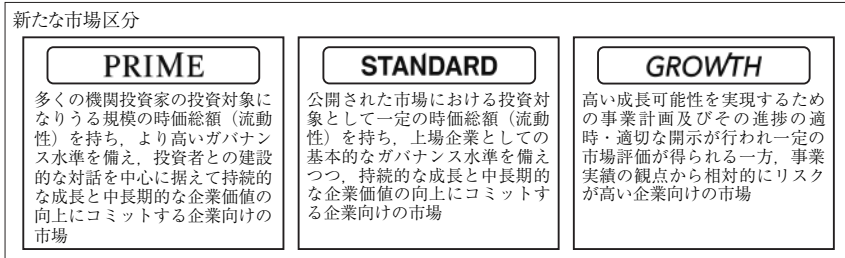 新たな市場区分
PRIME
多くの機関投資家の投資対象に
なりうる規模の時価総額（流動
性）を持ち，より高いガバナン
ス水準を備え，投資者との建設
的な対話を中心に据えて持続的
な成長と中長期的な企業価値の
向上にコミットする企業向けの
市場
STANDARD
公開された市場における投資対
象として一定の時価総額（流動
性）を持ち，上場企業としての
基本的なガバナンス水準を備え
つつ，持続的な成長と中長期的
な企業価値の向上にコミットす
る企業向けの市場
GROWTH
高い成長可能性を実現するため
の事業計画及びその進捗の適
時・適切な開示が行われ一定の
市場評価が得られる一方，事業
実績の観点から相対的にリスク
が高い企業向けの市場